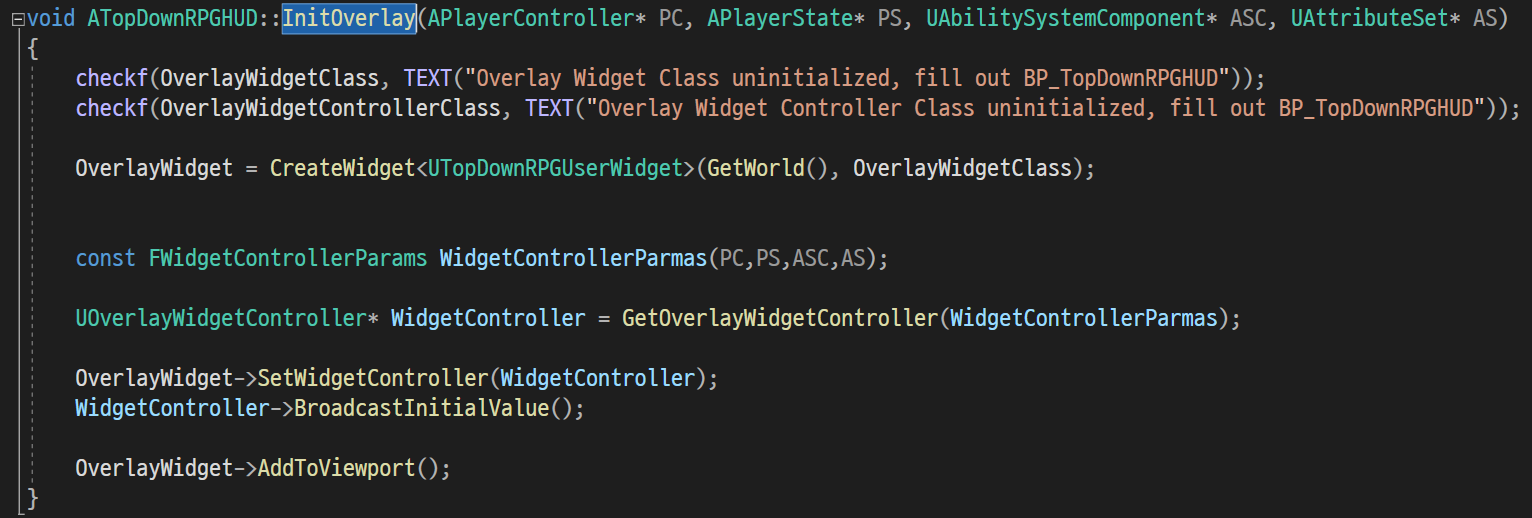 void ATopDownRPGHUD::InitOverlay(APlayerController* PC, APlayerState* PS, UAbilitySystemComponent* ASC, UAttributeSet* AS)
{
checkf(OverlayWidgetClass, TEXT("Overlay Widget Class uninitialized, fill out BP_TopDownRPGHUD"));
checkf(OverlayWidgetControllerClass, TEXT("Overlay Widget Controller Class uninitialized, fill out BP_TopDownRPGHUD"));
OverlayWidget = CreateWidget<UTopDownRPGUserWidget>(GetWorld(), OverlayWidgetClass);
const FWidgetControllerParams WidgetControllerParmas(PC,PS,ASC,AS);
UOverlayWidgetController* WidgetController = GetOverlayWidgetController(WidgetControllerParmas);
OverlayWidget->SetWidgetController(WidgetController);
WidgetController->BroadcastInitialValue();
OverlayWidget->AddToViewport();
}